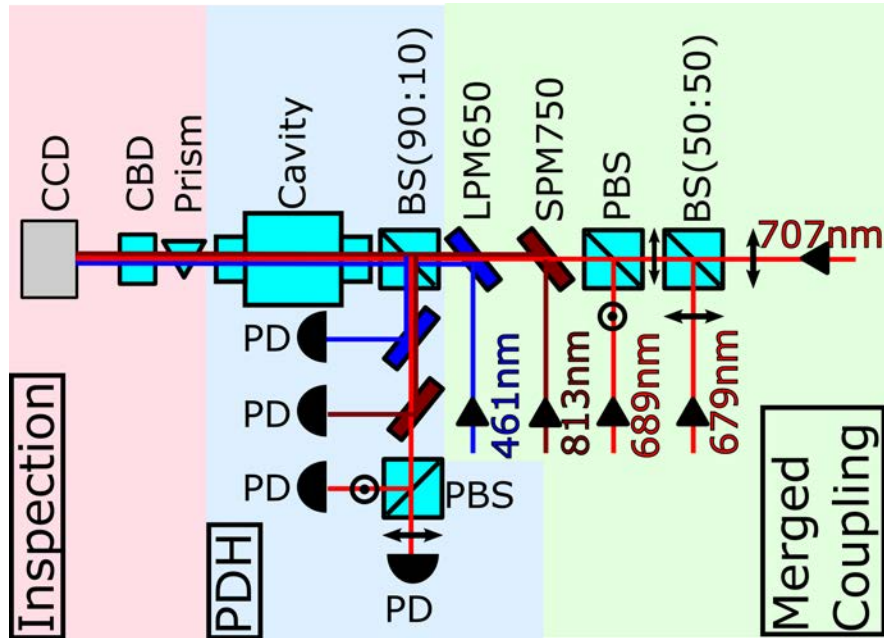 CCD
CBD
Prism
Cavity
BS(90:10)
LPM650
SPM750
PBS
BS(50:50)
707nm
PD
PD
PD
PD
PBS
461nm
813nm
689nm
679nm
Inspection
PDH
Merged
Coupling